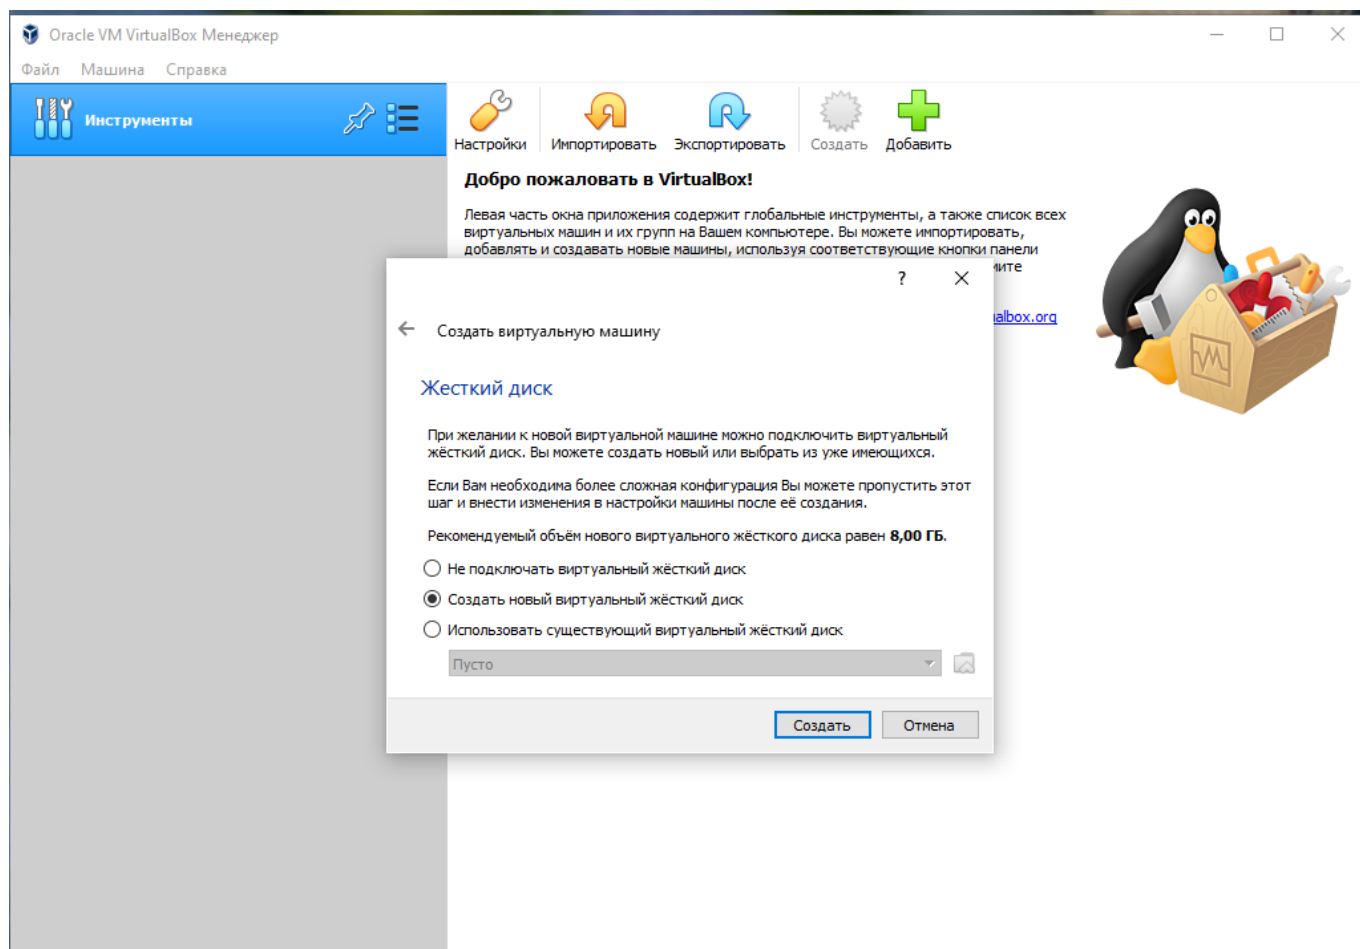 Oracle VM VirtualBox Менеджер
Файл Машина Справка
Инструменты
Настройки Импортировать Экспортировать Создать Добавить
Добро пожаловать в VirtualBox!
Левая часть окна приложения содержит глобальные инструменты, а также список всех
виртуальных машин и их групп на Вашем компьютере. Вы можете импортировать,
добавлять и создавать новые машины, используя соответствующие кнопки панели
?
Создать виртуальную машину
Жесткий диск
При желании к новой виртуальной машине можно подключить виртуальный
жёсткий диск. Вы можете создать новый или выбрать из уже имеющихся.
Если Вам необходима более сложная конфигурация Вы можете пропустить этот
шаг и внести изменения в настройки машины после её создания.
Рекомендуемый объём нового виртуального жёсткого диска равен 8,00 ГБ.
Не подключать виртуальный жёсткий диск
Создать новый виртуальный жёсткий диск
Использовать существующий виртуальный жёсткий диск
Пусто
Создать Отмена